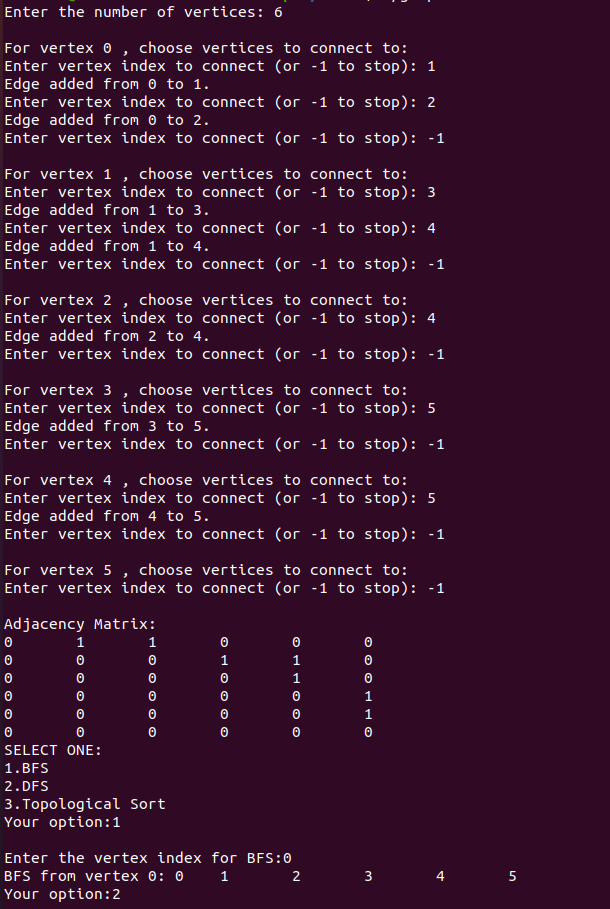 Enter the number of vertices: 6
For vertex 0 , choose vertices to connect to:
Enter vertex index to connect (or -1 to stop): 1
Edge added from 0 to 1.
Enter vertex index to connect (or -1 to stop): 2
Edge added from 0 to 2.
Enter vertex index to connect (or -1 to stop): -1
For vertex 1 , choose vertices to connect to:
Enter vertex index to connect (or -1 to stop): 3
Edge added from 1 to 3.
Enter vertex index to connect (or -1 to stop): 4
Edge added from 1 to 4.
Enter vertex index to connect (or -1 to stop): -1
For vertex 2 , choose vertices to connect to:
Enter vertex index to connect (or -1 to stop): 4
Edge added from 2 to 4.
Enter vertex index to connect (or -1 to stop): -1
For vertex 3 , choose vertices to connect to:
Enter vertex index to connect (or -1 to stop): 5
Edge added from 3 to 5.
Enter vertex index to connect (or -1 to stop): -1
For vertex 4 , choose vertices to connect to:
Enter vertex index to connect (or -1 to stop): 5
Edge added from 4 to 5.
Enter vertex index to connect (or -1 to stop): -1
For vertex 5 , choose vertices to connect to:
Enter vertex index to connect (or -1 to stop): -1
Adjacency Matrix:
0 1 1 0 0 0
0 0 0 1 1 0
0 0 0 0 1 0
0 0 0 0 0 1
0 0 0 0 0 1
0 0 0 0 0 0
SELECT ONE:
1.BFS
2.DFS
3.Topological Sort
Your option:1
Enter the vertex index for BFS:0
BFS from vertex 0: 0 1 2 3 4 5
Your option:2